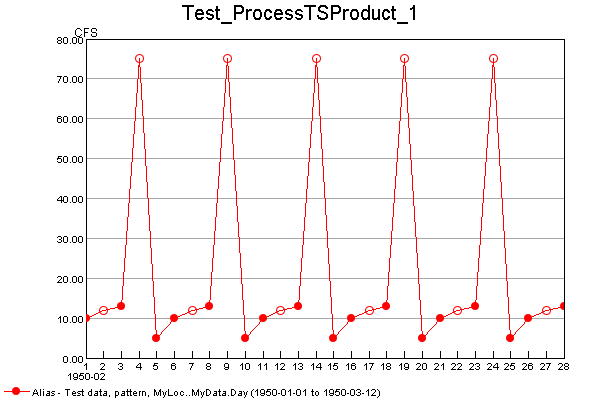 Test_ProcessTSProduct_1
CFS
80.00
70.00
60.00
50.00
40.00
30.00
20.00
10.00
0.00
1 2 3 4 5 6 7 8 9 10 11 12 13 14 15 16 17 18 19 20 21 22 23 24 25 26 27 28
1950-02
Alias - Test data, pattern, MyLoc..MyData.Day (1950-01-01 to 1950-03-12)